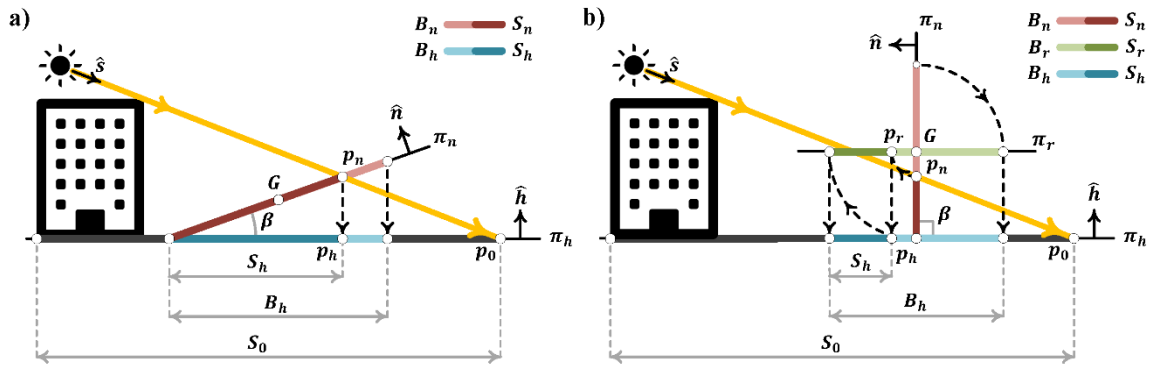 a)
B_n S_n
B_h S_h
ŝ
n̂
π_n
p_n
G
β
ĥ
π_h
p_h
p_0
S_h
B_h
S_0
b)
π_n
B_n S_n
n̂
B_r S_r
B_h S_h
ŝ
p_r G
π_r
p_n
β
ĥ
π_h
p_h
p_0
S_h
B_h
S_0